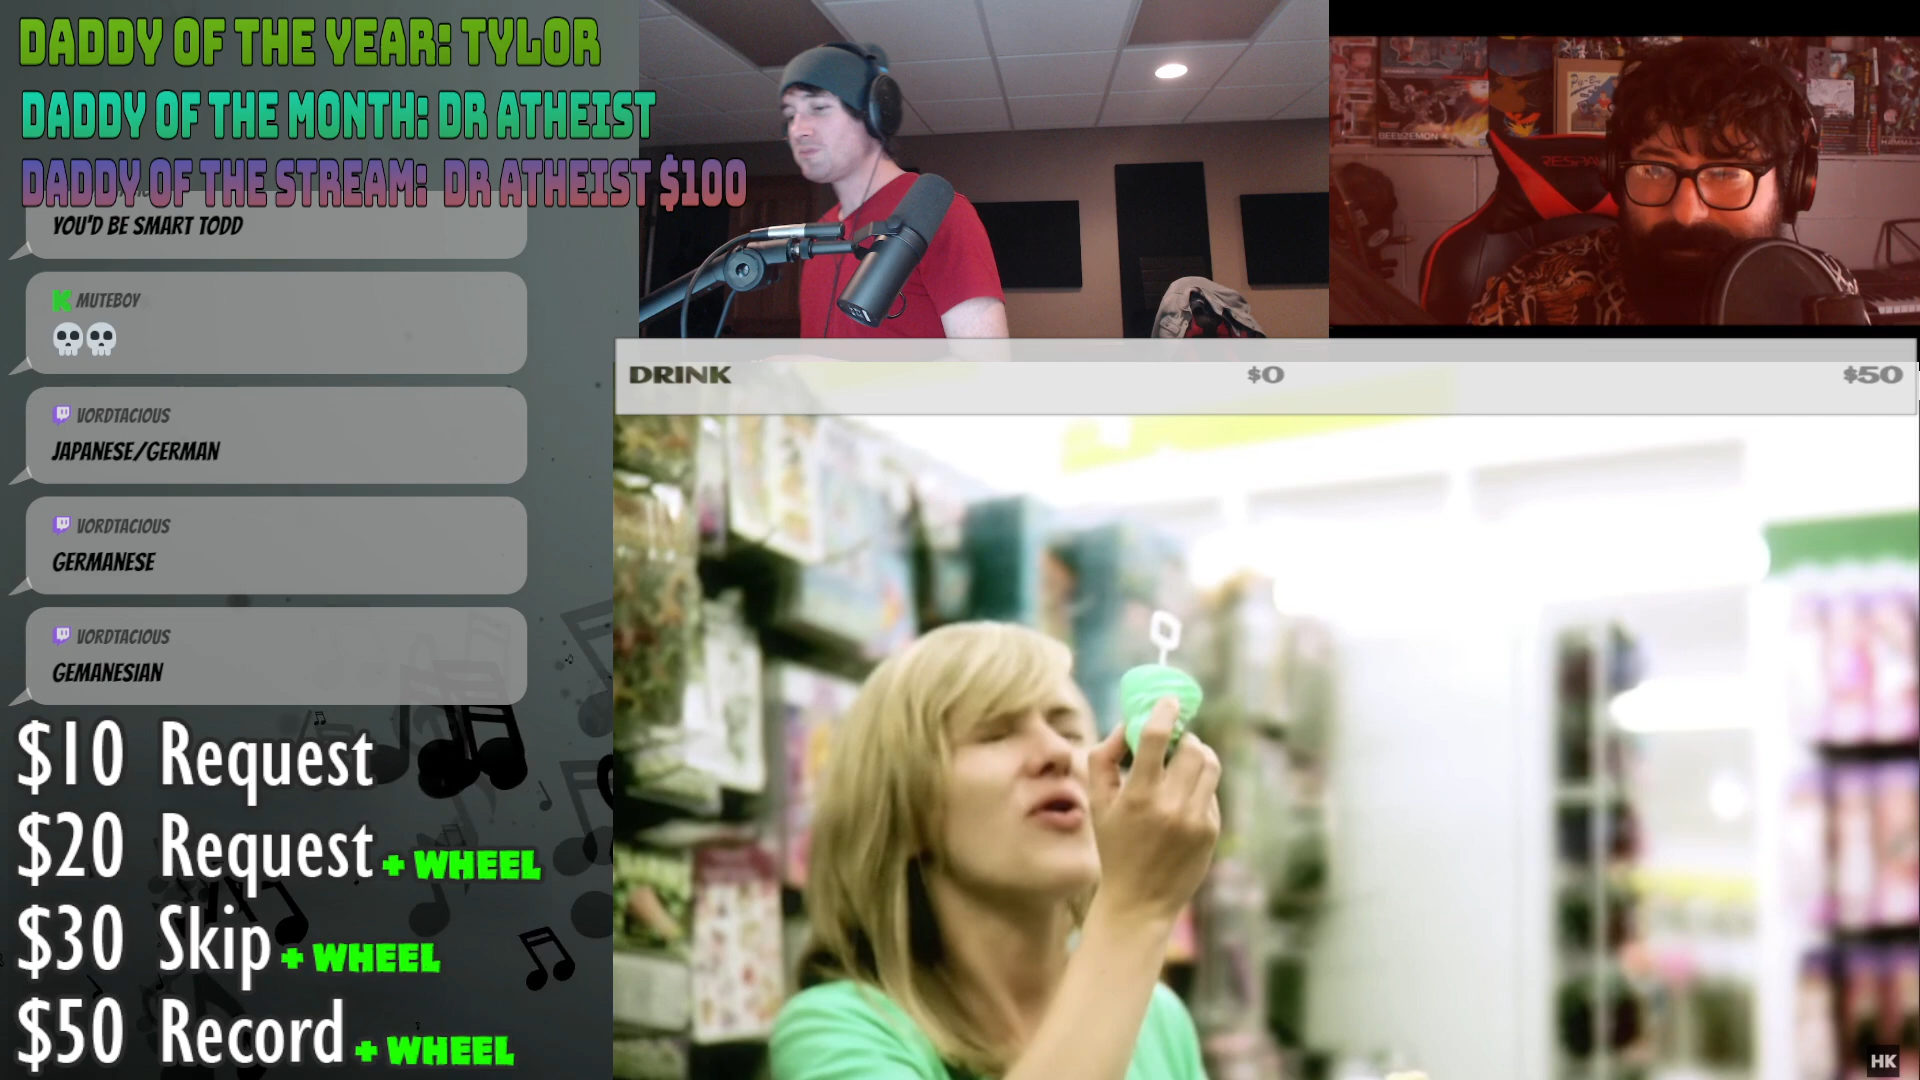 DADDY OF THE YEAR: TYLOR
DADDY OF THE MONTH: DR ATHEIST
DADDY OF THE STREAM: DR ATHEIST $100
YOU'D BE SMART TODD
K MUTEBOY
VORDTACIOUS
JAPANESE/GERMAN
VORDTACIOUS
GERMANESE
VORDTACIOUS
GEMANESIAN
$10 Request
$20 Request + WHEEL
$30 Skip + WHEEL
$50 Record + WHEEL
BEELZEMON
RESPAW
DRINK $0 $50
HK